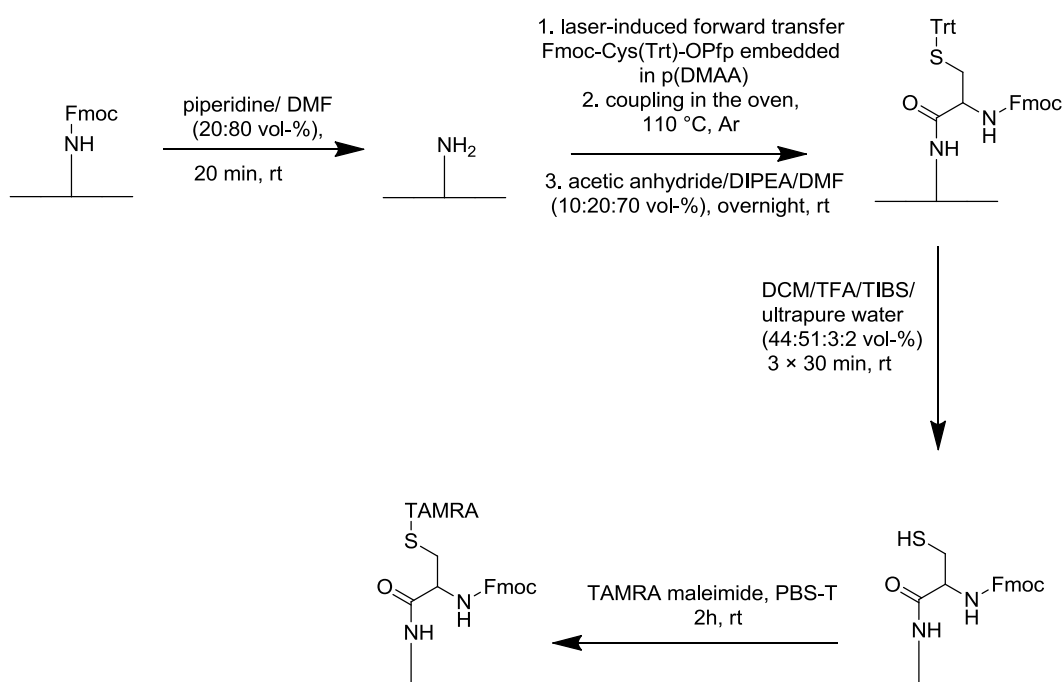 Fmoc
NH
piperidine/ DMF
(20:80 vol-%),
20 min, rt
NH2
1. laser-induced forward transfer
Fmoc-Cys(Trt)-OPfp embedded
in p(DMAA)
2. coupling in the oven,
110 °C, Ar
3. acetic anhydride/DIPEA/DMF
(10:20:70 vol-%), overnight, rt
Trt
S
O
N
H
Fmoc
NH
DCM/TFA/TIBS/
ultrapure water
(44:51:3:2 vol-%)
3 × 30 min, rt
HS
O
N
H
Fmoc
NH
TAMRA maleimide, PBS-T
2h, rt
TAMRA
S
O
N
H
Fmoc
NH